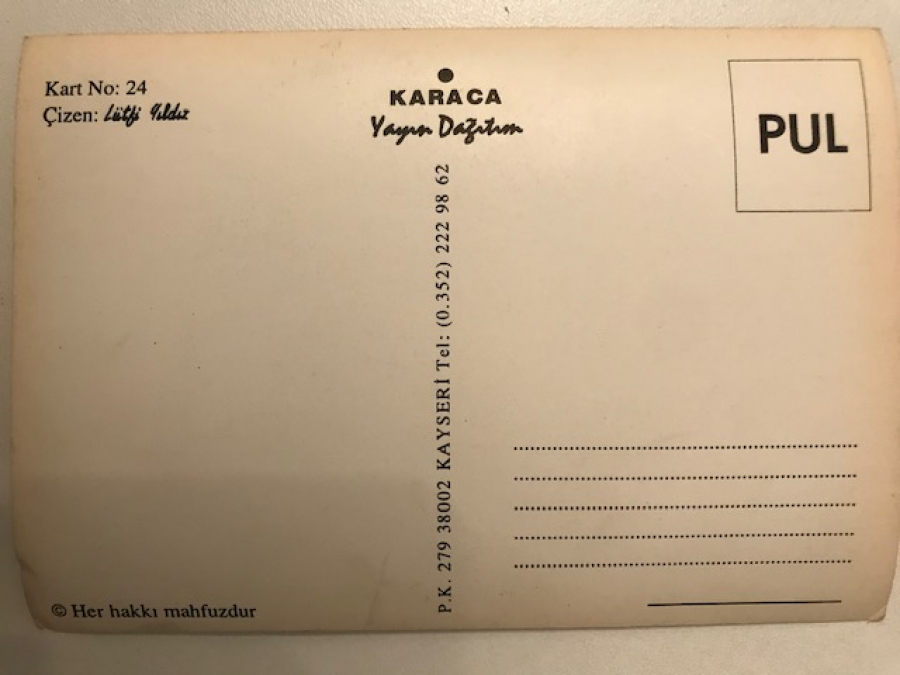 Kart No: 24
Çizen: Lütfi Yıldız
KARACA
Yayın Dağıtım
PUL
P.K. 279 38002 KAYSERİ Tel: (0.352) 222 98 62
© Her hakkı mahfuzdur